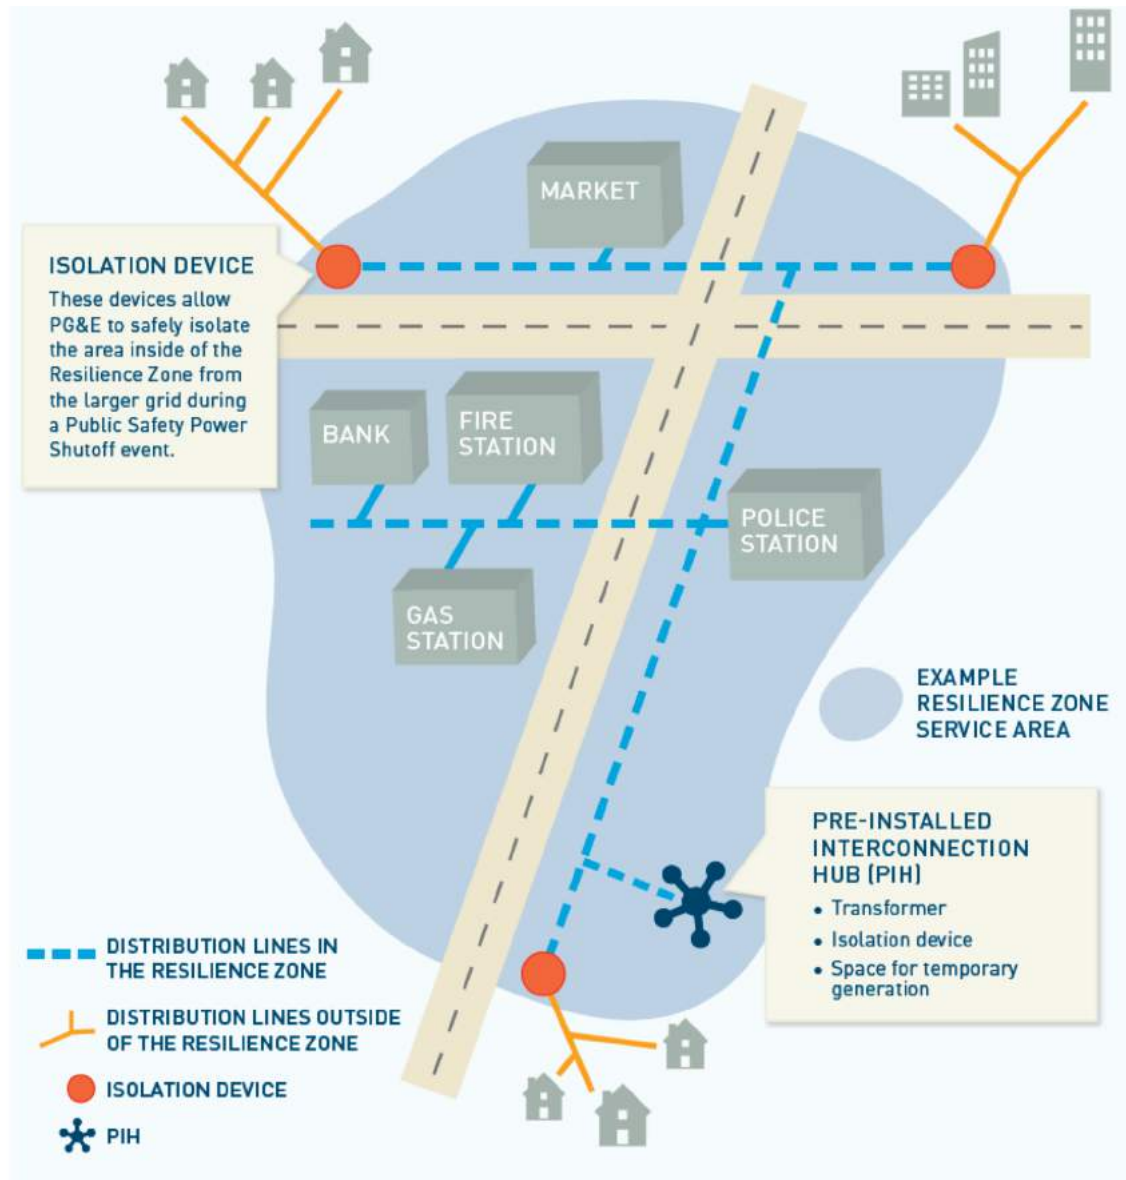 MARKET
ISOLATION DEVICE
These devices allow
PG&E to safely isolate
the area inside of the
Resilience Zone from
the larger grid during
a Public Safety Power
Shutoff event.
BANK
FIRE
STATION
POLICE
STATION
GAS
STATION
EXAMPLE
RESILIENCE ZONE
SERVICE AREA
PRE-INSTALLED
INTERCONNECTION
HUB (PIH)
• Transformer
• Isolation device
• Space for temporary
generation
DISTRIBUTION LINES IN
THE RESILIENCE ZONE
DISTRIBUTION LINES OUTSIDE
OF THE RESILIENCE ZONE
ISOLATION DEVICE
PIH